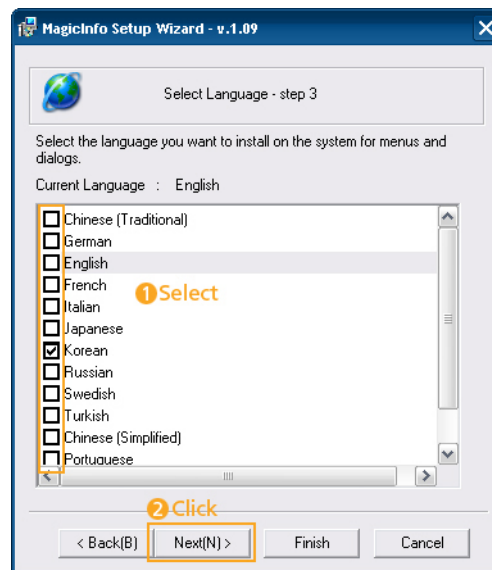 MagicInfo Setup Wizard - v.1.09
Select Language - step 3
Select the language you want to install on the system for menus and
dialogs.
Current Language : English
Chinese (Traditional)
German
English
French
1 Select
Italian
Japanese
Korean
Russian
Swedish
Turkish
Chinese (Simplified)
Portuguese
2 Click
< Back(B)
Next(N) >
Finish
Cancel